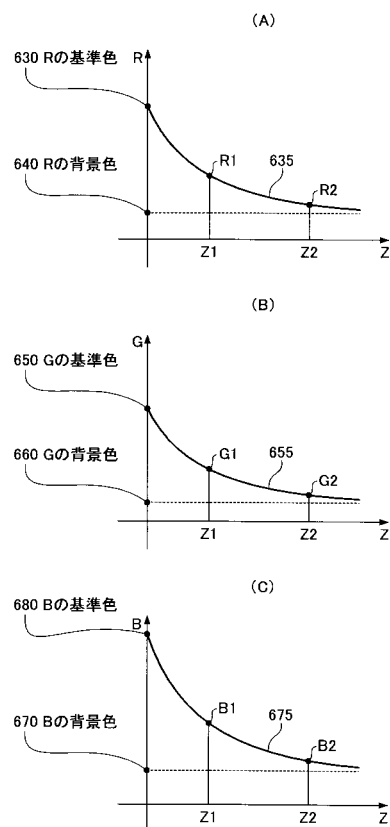 (A)
630 Rの基準色
R
640 Rの背景色
R1
635
R2
Z1
Z2
Z
(B)
650 Gの基準色
G
660 Gの背景色
G1
655
G2
Z1
Z2
Z
(C)
680 Bの基準色
B
670 Bの背景色
B1
675
B2
Z1
Z2
Z